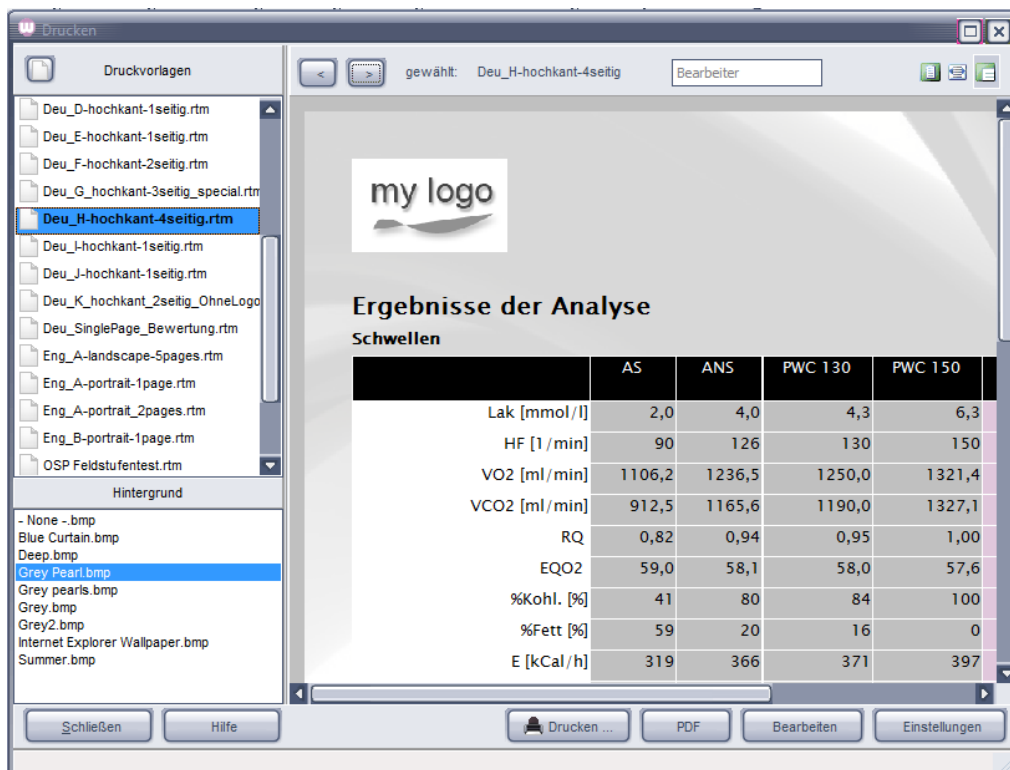 Drucken
Druckvorlagen
< > gewählt: Deu_H-hochkant-4seitig Bearbeiter
Deu_D-hochkant-1seitig.rtm
Deu_E-hochkant-1seitig.rtm
Deu_F-hochkant-2seitig.rtm
Deu_G_hochkant-3seitig_special.rtm
Deu_H-hochkant-4seitig.rtm
Deu_I-hochkant-1seitig.rtm
Deu_J-hochkant-1seitig.rtm
Deu_K_hochkant_2seitig_OhneLogo
Deu_SinglePage_Bewertung.rtm
Eng_A-landscape-5pages.rtm
Eng_A-portrait-1page.rtm
Eng_A-portrait_2pages.rtm
Eng_B-portrait-1page.rtm
OSP Feldstufentest.rtm
Hintergrund
- None -.bmp
Blue Curtain.bmp
Deep.bmp
Grey Pearl.bmp
Grey pearls.bmp
Grey.bmp
Grey2.bmp
Internet Explorer Wallpaper.bmp
Summer.bmp
my logo
Ergebnisse der Analyse
Schwellen
AS ANS PWC 130 PWC 150
Lak [mmol/l] 2,0 4,0 4,3 6,3
HF [1/min] 90 126 130 150
VO2 [ml/min] 1106,2 1236,5 1250,0 1321,4
VCO2 [ml/min] 912,5 1165,6 1190,0 1327,1
RQ 0,82 0,94 0,95 1,00
EQO2 59,0 58,1 58,0 57,6
%Kohl. [%] 41 80 84 100
%Fett [%] 59 20 16 0
E [kCal/h] 319 366 371 397
Schließen Hilfe Drucken ... PDF Bearbeiten Einstellungen